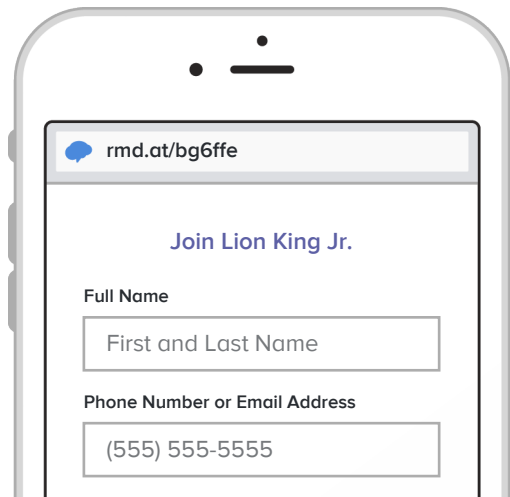 rmd.at/bg6ffe
Join Lion King Jr.
Full Name
First and Last Name
Phone Number or Email Address
(555) 555-5555